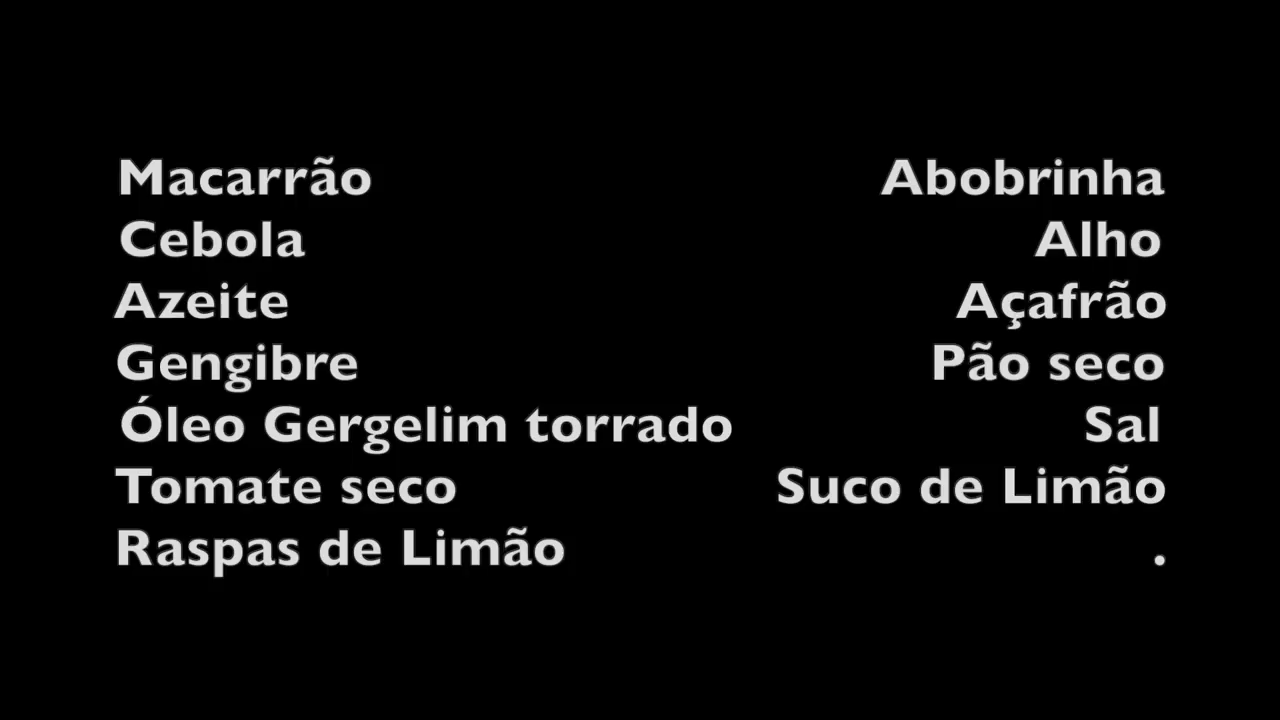 Macarrão Abobrinha
Cebola Alho
Azeite Açafrão
Gengibre Pão seco
Óleo Gergelim torrado Sal
Tomate seco Suco de Limão
Raspas de Limão .